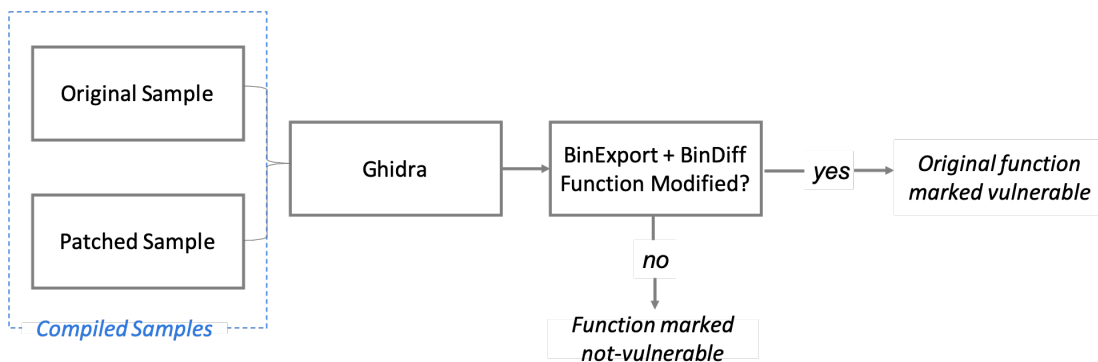 Original Sample
Patched Sample
Compiled Samples
Ghidra
BinExport + BinDiff
Function Modified?
yes
Original function
marked vulnerable
no
Function marked
not-vulnerable